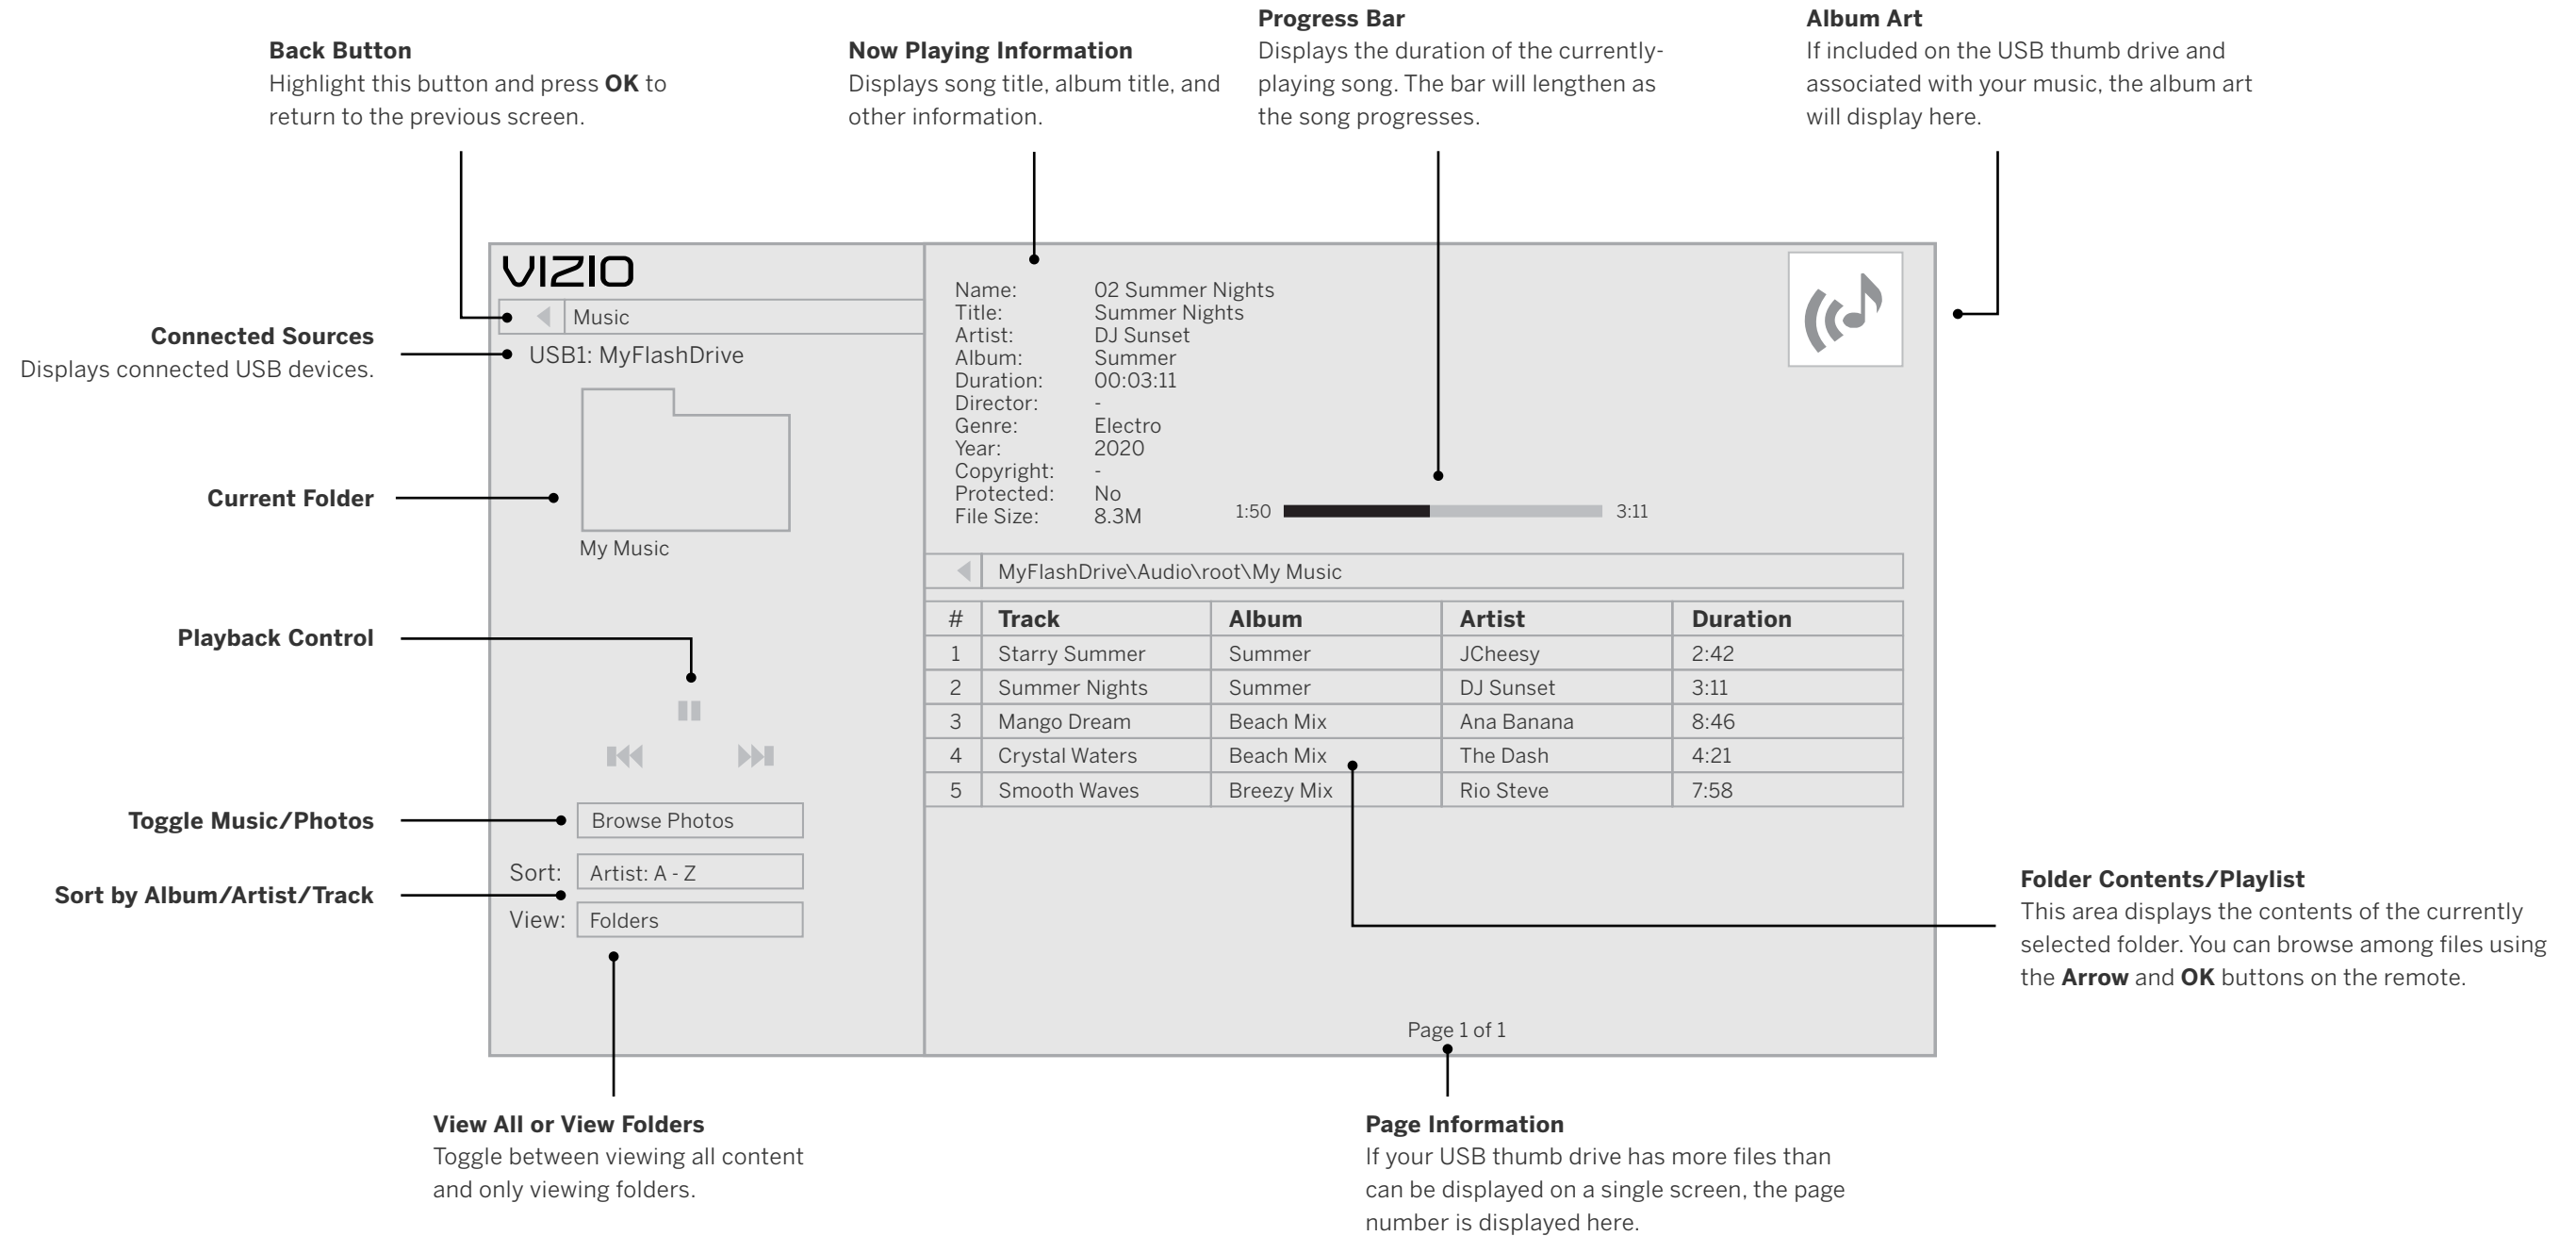 Back Button
Highlight this button and press OK to
return to the previous screen.
Now Playing Information
Displays song title, album title, and
other information.
Progress Bar
Displays the duration of the currently-
playing song. The bar will lengthen as
the song progresses.
Album Art
If included on the USB thumb drive and
associated with your music, the album art
will display here.
Connected Sources
Displays connected USB devices.
Current Folder
Playback Control
Toggle Music/Photos
Sort by Album/Artist/Track
VIZIO
Music
USB1: MyFlashDrive
My Music
Browse Photos
Sort: Artist: A - Z
View: Folders
Name: 02 Summer Nights
Title: Summer Nights
Artist: DJ Sunset
Album: Summer
Duration: 00:03:11
Director: -
Genre: Electro
Year: 2020
Copyright: -
Protected: No
File Size: 8.3M
1:50 3:11
MyFlashDrive\Audio\root\My Music
# Track Album Artist Duration
1 Starry Summer Summer JCheesy 2:42
2 Summer Nights Summer DJ Sunset 3:11
3 Mango Dream Beach Mix Ana Banana 8:46
4 Crystal Waters Beach Mix The Dash 4:21
5 Smooth Waves Breezy Mix Rio Steve 7:58
Page 1 of 1
Folder Contents/Playlist
This area displays the contents of the currently
selected folder. You can browse among files using
the Arrow and OK buttons on the remote.
View All or View Folders
Toggle between viewing all content
and only viewing folders.
Page Information
If your USB thumb drive has more files than
can be displayed on a single screen, the page
number is displayed here.